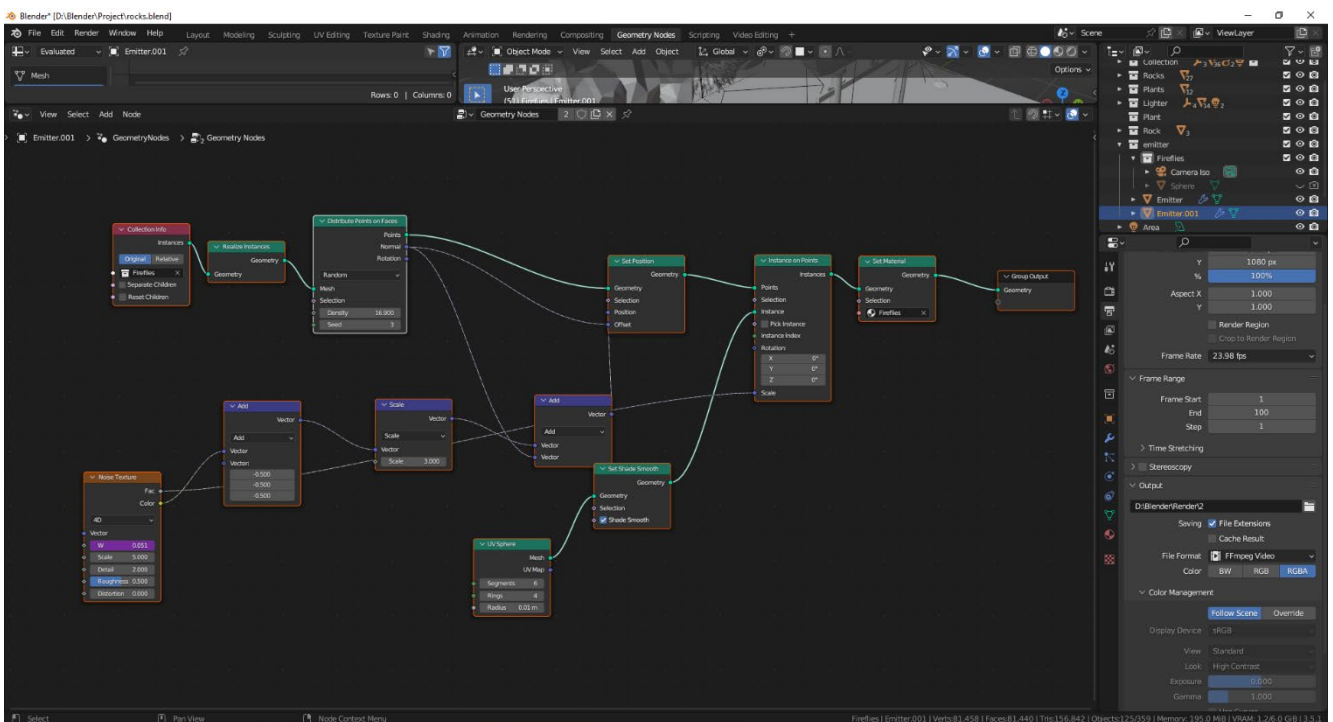 Blender* [D:\Blender\Project\rocks.blend]
File Edit Render Window Help Layout Modeling Sculpting UV Editing Texture Paint Shading Animation Rendering Compositing Geometry Nodes Scripting Video Editing + Scene ViewLayer
Evaluated Emitter.001
Object Mode View Select Add Object Global
Mesh
Options
User Perspective
Rows: 0 | Columns: 0
(51) Fireflies | Emitter.001
View Select Add Node
Geometry Nodes 2
Emitter.001 > GeometryNodes > Geometry Nodes
Collection Info
Instances
Original Relative
Fireflies
Separate Children
Reset Children
Realize Instances
Geometry
Geometry
Distribute Points on Faces
Points
Normal
Rotation
Random
Mesh
Selection
Density 16.000
Seed 3
Set Position
Geometry
Geometry
Selection
Position
Offset
Instance on Points
Instances
Points
Selection
Instance
Pick Instance
Instance Index
Rotation:
X 0°
Y 0°
Z 0°
Scale
Set Material
Geometry
Geometry
Selection
Fireflies
Group Output
Geometry
Noise Texture
Fac
Color
4D
Vector
W 0.051
Scale 5.000
Detail 2.000
Roughness 0.500
Distortion 0.000
Add
Vector
Add
Vector
Vector:
-0.500
-0.500
-0.500
Scale
Vector
Scale
Vector
Scale 3.000
Add
Vector
Add
Vector
Vector
Set Shade Smooth
Geometry
Geometry
Selection
Shade Smooth
UV Sphere
Mesh
UV Map
Segments 6
Rings 4
Radius 0.01 m
Collection
Rocks 27
Plants 12
Lighter 4 14 2
Plant
Rock 3
emitter
Fireflies
Camera Iso
Sphere
Emitter
Emitter.001
Area
Y 1080 px
% 100%
Aspect X 1.000
Y 1.000
Render Region
Crop to Render Region
Frame Rate 23.98 fps
Frame Range
Frame Start 1
End 100
Step 1
Time Stretching
Stereoscopy
Output
D:\Blender\Render\2
Saving File Extensions
Cache Result
File Format FFmpeg Video
Color BW RGB RGBA
Color Management
Follow Scene Override
Display Device sRGB
View Standard
Look High Contrast
Exposure 0.000
Gamma 1.000
Use Curves
Select Pan View Node Context Menu Fireflies | Emitter.001 | Verts:81,458 | Faces:81,440 | Tris:156,842 | Objects:125/359 | Memory: 195.0 MiB | VRAM: 1.2/6.0 GiB | 3.5.1